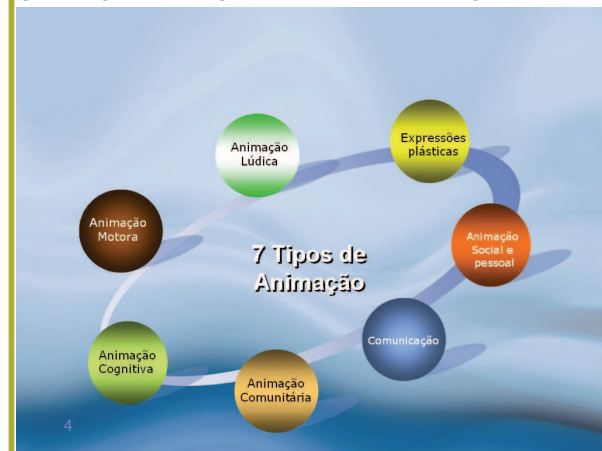 Animação
Lúdica
Expressões
plásticas
Animação
Motora
Animação
Social e
pessoal
7 Tipos de
Animação
Comunicação
Animação
Cognitiva
Animação
Comunitária
4